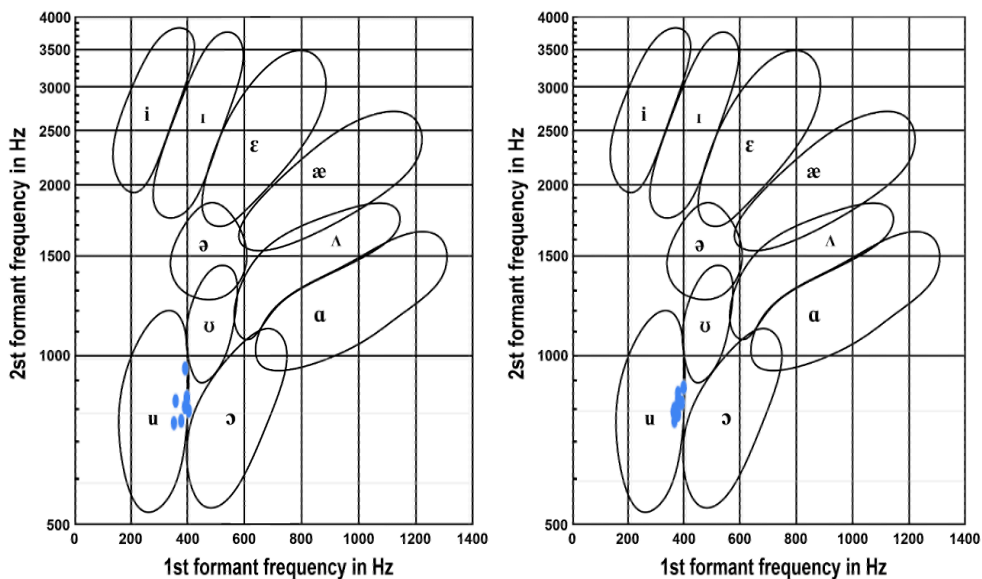 2st formant frequency in Hz
4000
3500
3000
2500
2000
1500
1000
500
i
ɪ
ɛ
æ
ə
ʌ
ʊ
ɑ
u
ɔ
0 200 400 600 800 1000 1200 1400
1st formant frequency in Hz
2st formant frequency in Hz
4000
3500
3000
2500
2000
1500
1000
500
i
ɪ
ɛ
æ
ə
ʌ
ʊ
ɑ
u
ɔ
0 200 400 600 800 1000 1200 1400
1st formant frequency in Hz